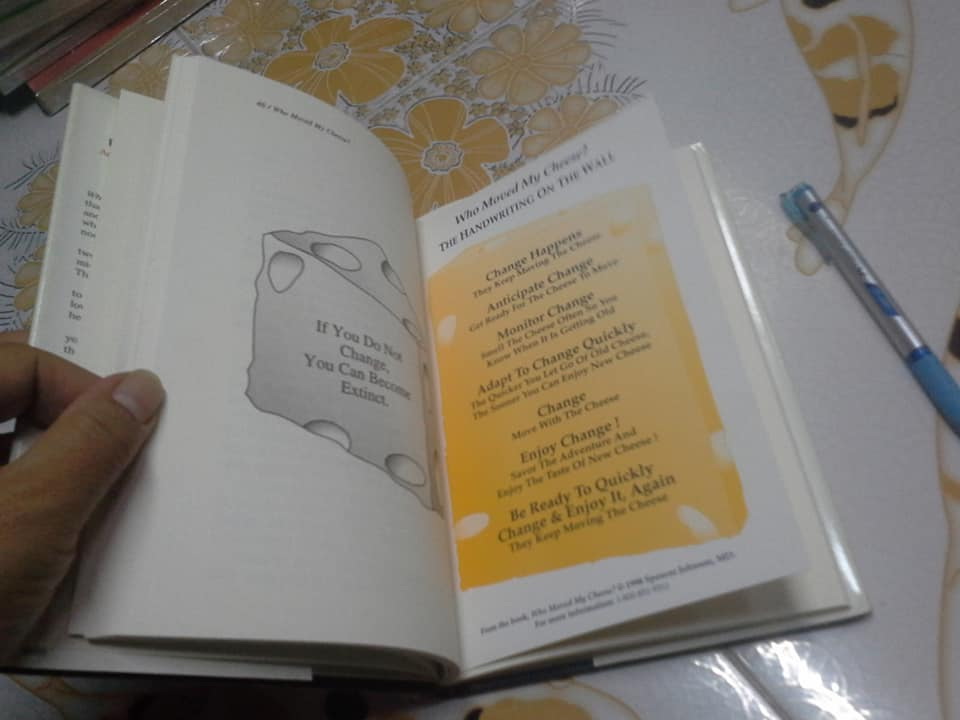 46 / Who Moved My Cheese?
If You Do Not
Change,
You Can Become
Extinct.
Who Moved My Cheese?
THE HANDWRITING ON THE WALL
Change Happens
They Keep Moving The Cheese
Anticipate Change
Get Ready For The Cheese To Move
Monitor Change
Smell The Cheese Often So You
Know When It Is Getting Old
Adapt To Change Quickly
The Quicker You Let Go Of Old Cheese,
The Sooner You Can Enjoy New Cheese
Change
Move With The Cheese
Enjoy Change!
Savor The Adventure And
Enjoy The Taste Of New Cheese!
Be Ready To Quickly
Change & Enjoy It, Again
They Keep Moving The Cheese
From the book, Who Moved My Cheese? © 1998 Spencer Johnson, MD.
For more information: